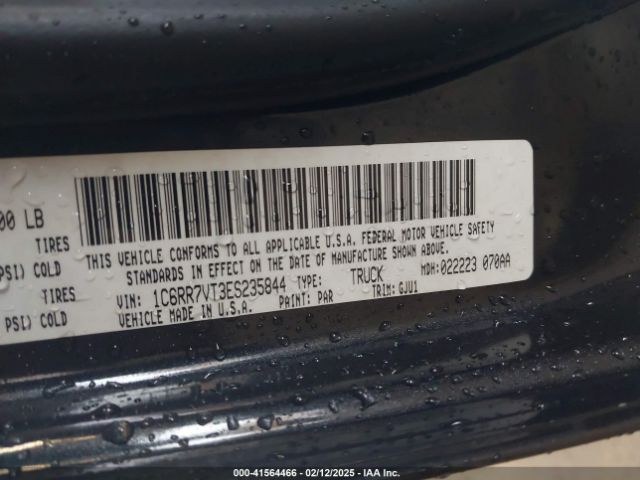 00 LB
TIRES
PSI) COLD
TIRES
PSI) COLD
THIS VEHICLE CONFORMS TO ALL APPLICABLE U.S.A. FEDERAL MOTOR VEHICLE SAFETY
STANDARDS IN EFFECT ON THE DATE OF MANUFACTURE SHOWN ABOVE.
VIN: 1C6RR7VT3ES235844 TYPE: TRUCK MDH:022223 070AA
VEHICLE MADE IN U.S.A. PAINT: PAR TRIM: GJU1
000-41564466 - 02/12/2025 - IAA Inc.